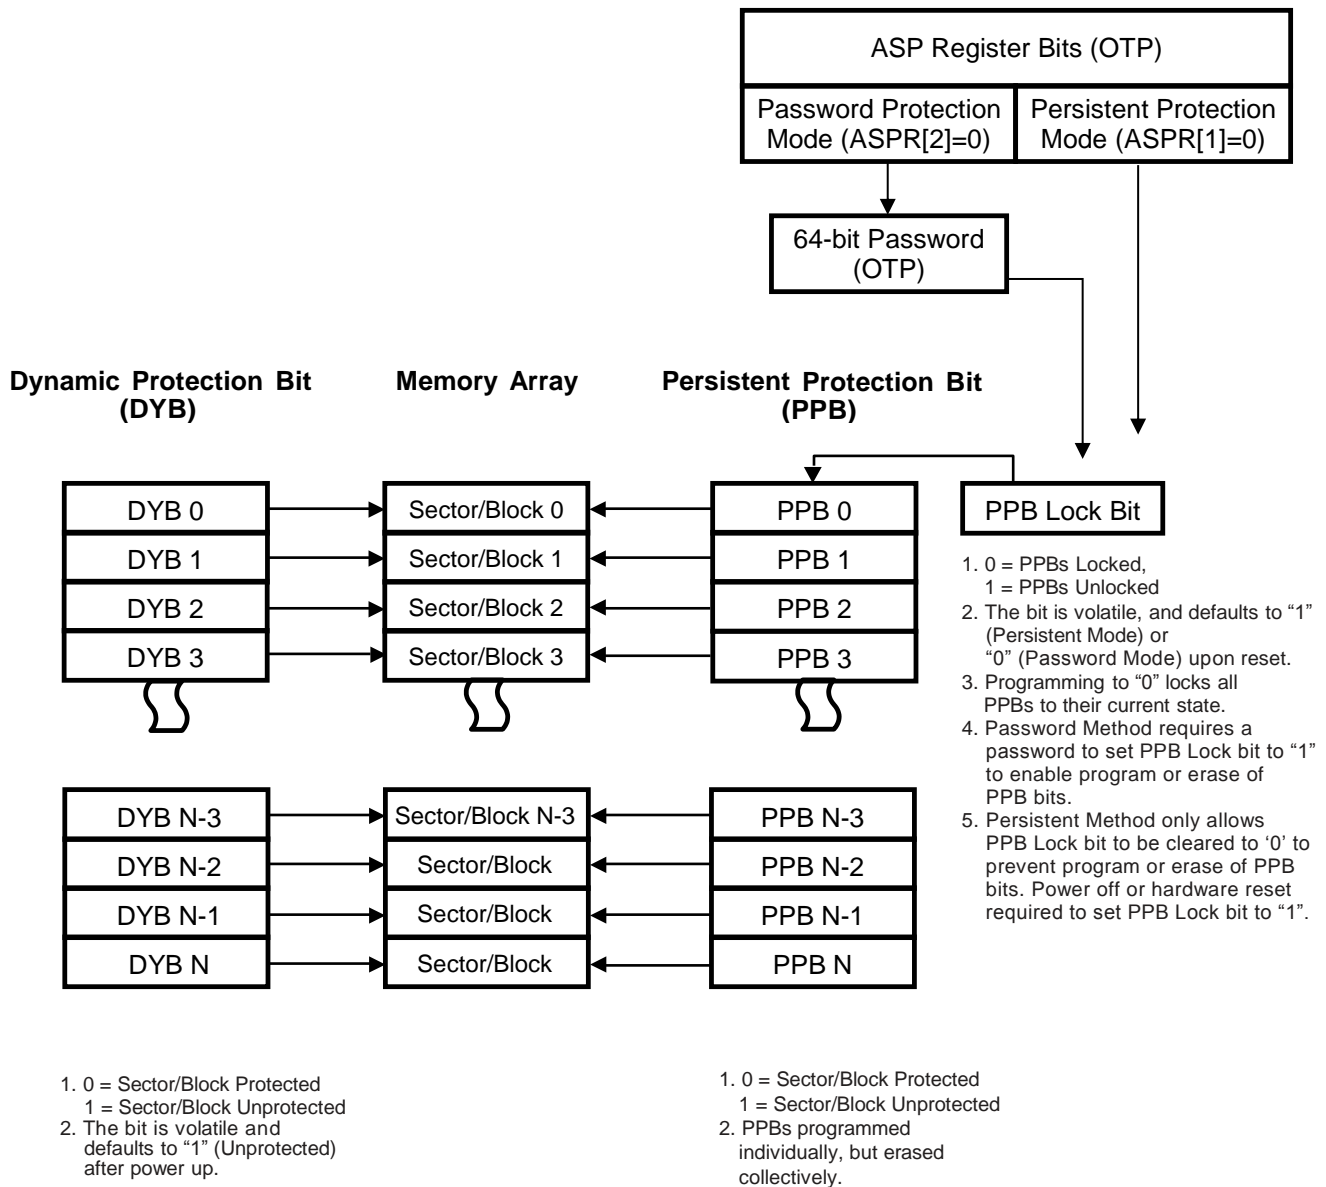 ASP Register Bits (OTP)
Password Protection
Mode (ASPR[2]=0)
Persistent Protection
Mode (ASPR[1]=0)
64-bit Password
(OTP)
Dynamic Protection Bit
(DYB)
Memory Array
Persistent Protection Bit
(PPB)
DYB 0
Sector/Block 0
PPB 0
PPB Lock Bit
DYB 1
Sector/Block 1
PPB 1
DYB 2
Sector/Block 2
PPB 2
DYB 3
Sector/Block 3
PPB 3
1. 0 = PPBs Locked,
1 = PPBs Unlocked
2. The bit is volatile, and defaults to “1”
(Persistent Mode) or
“0” (Password Mode) upon reset.
3. Programming to “0” locks all
PPBs to their current state.
4. Password Method requires a
password to set PPB Lock bit to “1”
to enable program or erase of
PPB bits.
5. Persistent Method only allows
PPB Lock bit to be cleared to ‘0’ to
prevent program or erase of PPB
bits. Power off or hardware reset
required to set PPB Lock bit to “1”.
DYB N-3
Sector/Block N-3
PPB N-3
DYB N-2
Sector/Block
PPB N-2
DYB N-1
Sector/Block
PPB N-1
DYB N
Sector/Block
PPB N
1. 0 = Sector/Block Protected
1 = Sector/Block Unprotected
2. The bit is volatile and
defaults to “1” (Unprotected)
after power up.
1. 0 = Sector/Block Protected
1 = Sector/Block Unprotected
2. PPBs programmed
individually, but erased
collectively.